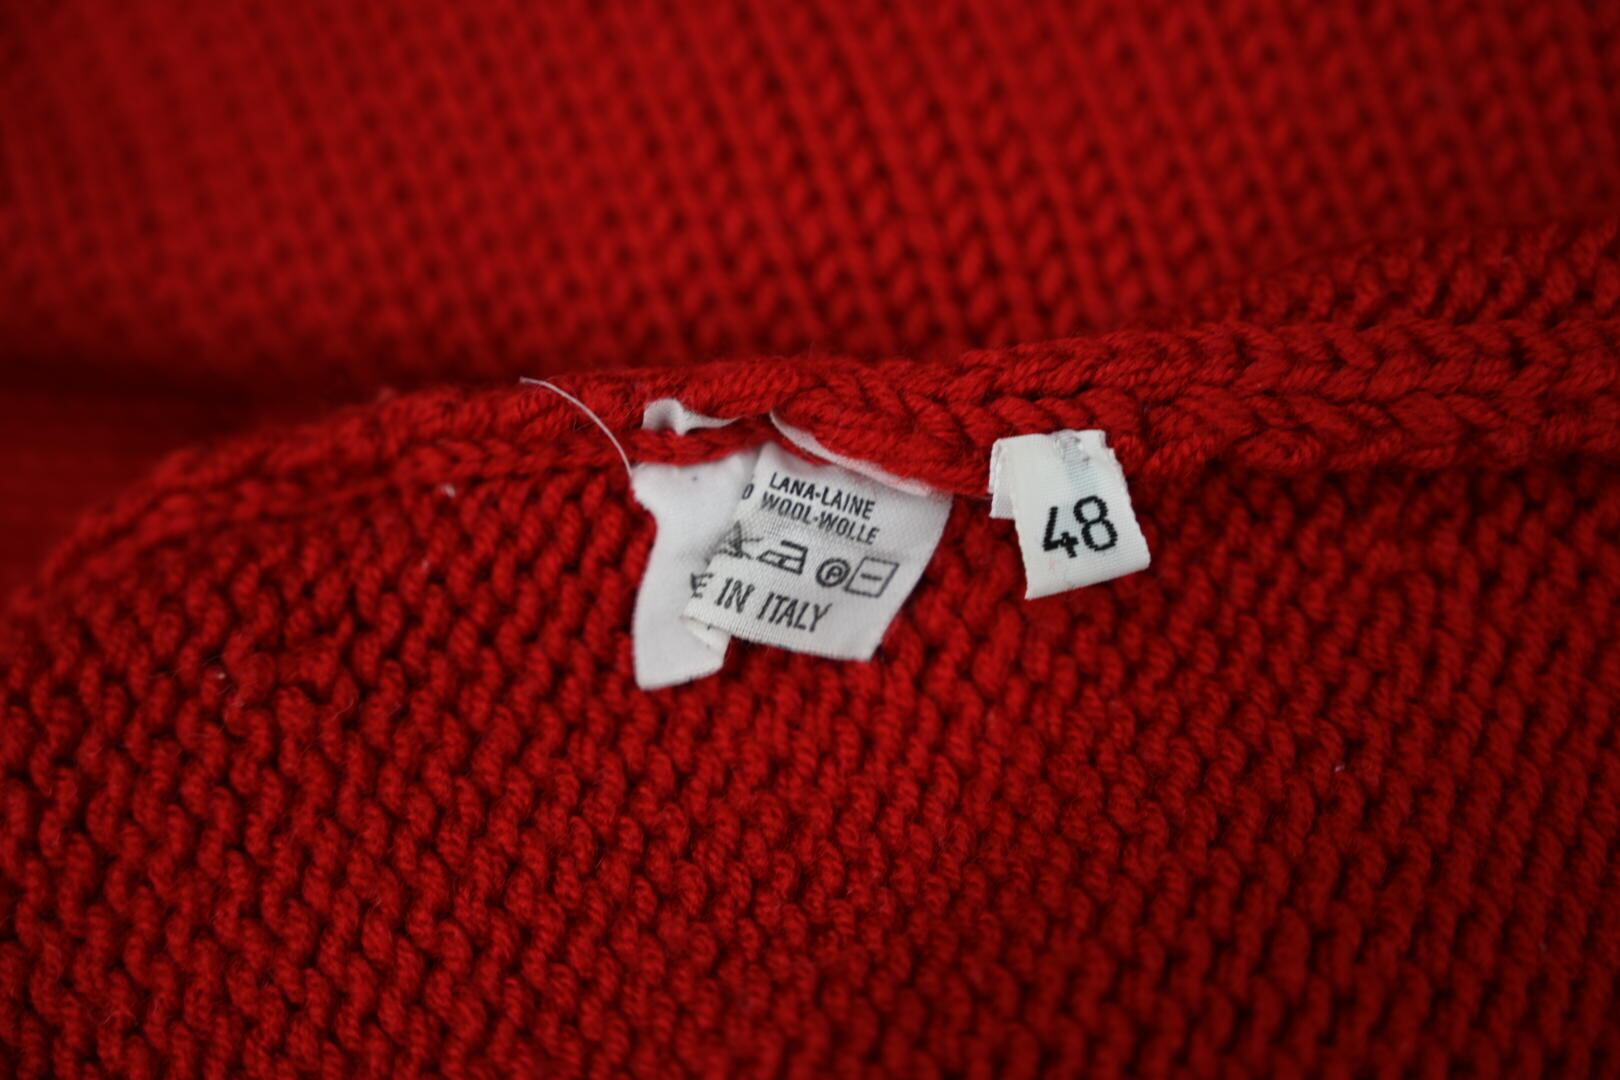 LANA-LAINE
WOOL-WOLLE
P
E IN ITALY
48